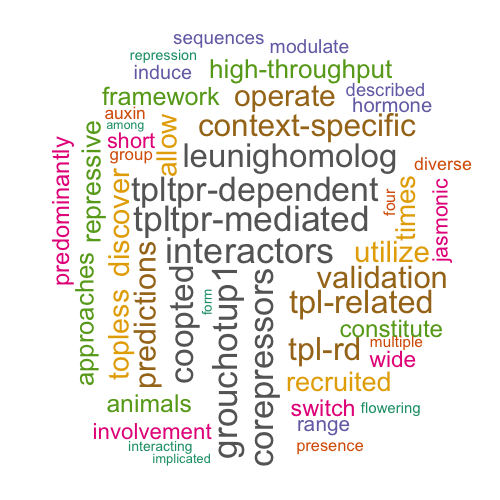 sequences
modulate
repression
induce
high-throughput
described
framework
operate
hormone
auxin
among
short
context-specific
group
allow
leunighomolog
diverse
predominantly
repressive
discover
tpltpr-dependent
four
times
jasmonic
tpltpr-mediated
interactors
utilize
approaches
topless
predictions
coopted
grouchotup1
corepressors
validation
form
tpl-related
constitute
tpl-rd
multiple
wide
recruited
animals
switch
flowering
involvement
range
interacting
presence
implicated